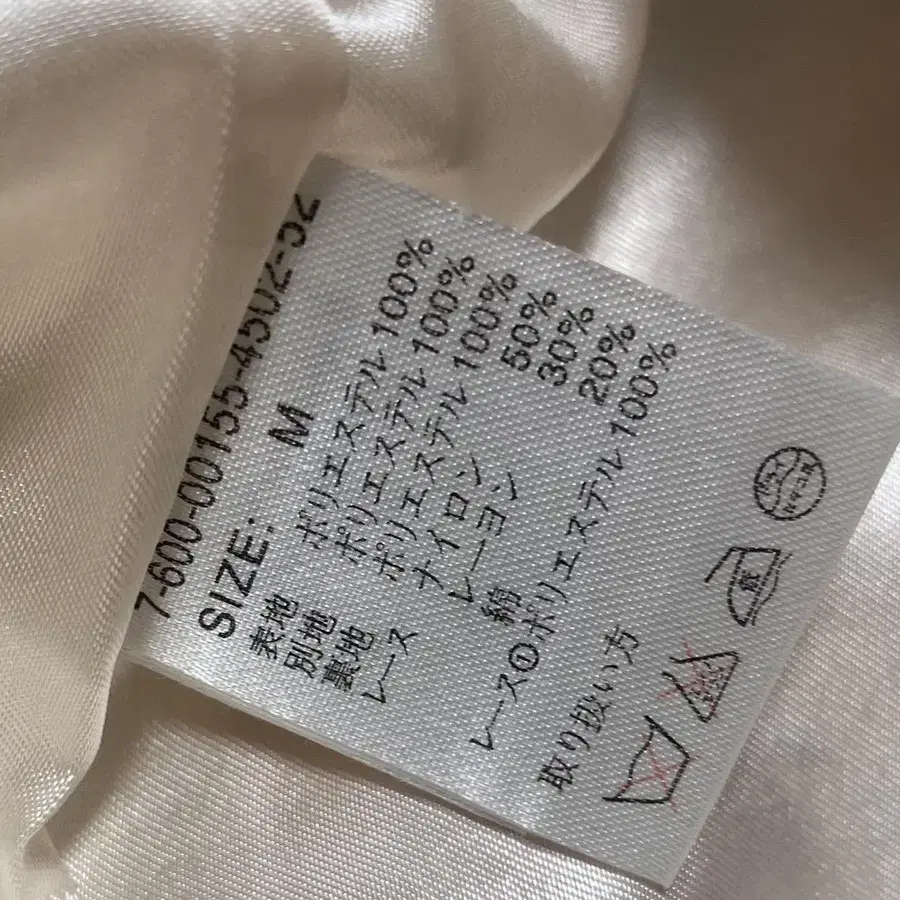 7-600-00155-4502-52
SIZE: M
表地 ポリエステル 100%
別地 ポリエステル 100%
裏地 ポリエステル 100%
レース ナイロン 50%
レーヨン 30%
綿 20%
レース①ポリエステル 100%
取り扱い方